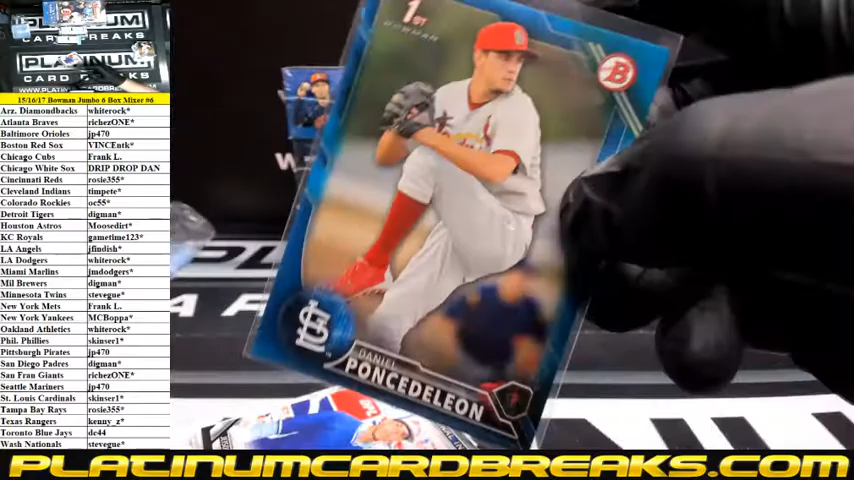 PLATINUM
CARD BREAKS
15/16/17 Bowman Jumbo 6 Box Mixer #6
Arz. Diamondbacks whiterock*
Atlanta Braves richezONE*
Baltimore Orioles jp470
Boston Red Sox VINCEntk*
Chicago Cubs Frank L.
Chicago White Sox DRIP DROP DAN
Cincinnati Reds rosie355*
Cleveland Indians timpete*
Colorado Rockies oc55*
Detroit Tigers digman*
Houston Astros Moosedirt*
KC Royals gametime123*
LA Angels jfindish*
LA Dodgers whiterock*
Miami Marlins jmdodgers*
Mil Brewers digman*
Minnesota Twins stevegue*
New York Mets Frank L.
New York Yankees MCBoppa*
Oakland Athletics whiterock*
Phil. Phillies skinser1*
Pittsburgh Pirates jp470
San Diego Padres digman*
San Fran Giants richezONE*
Seattle Mariners jp470
St. Louis Cardinals skinser1*
Tampa Bay Rays rosie355*
Texas Rangers kenny_z*
Toronto Blue Jays dc44
Wash Nationals stevegue*
1ST
BOWMAN
B
DANIEL
PONCEDELEON
PLATINUMCARDBREAKS.COM